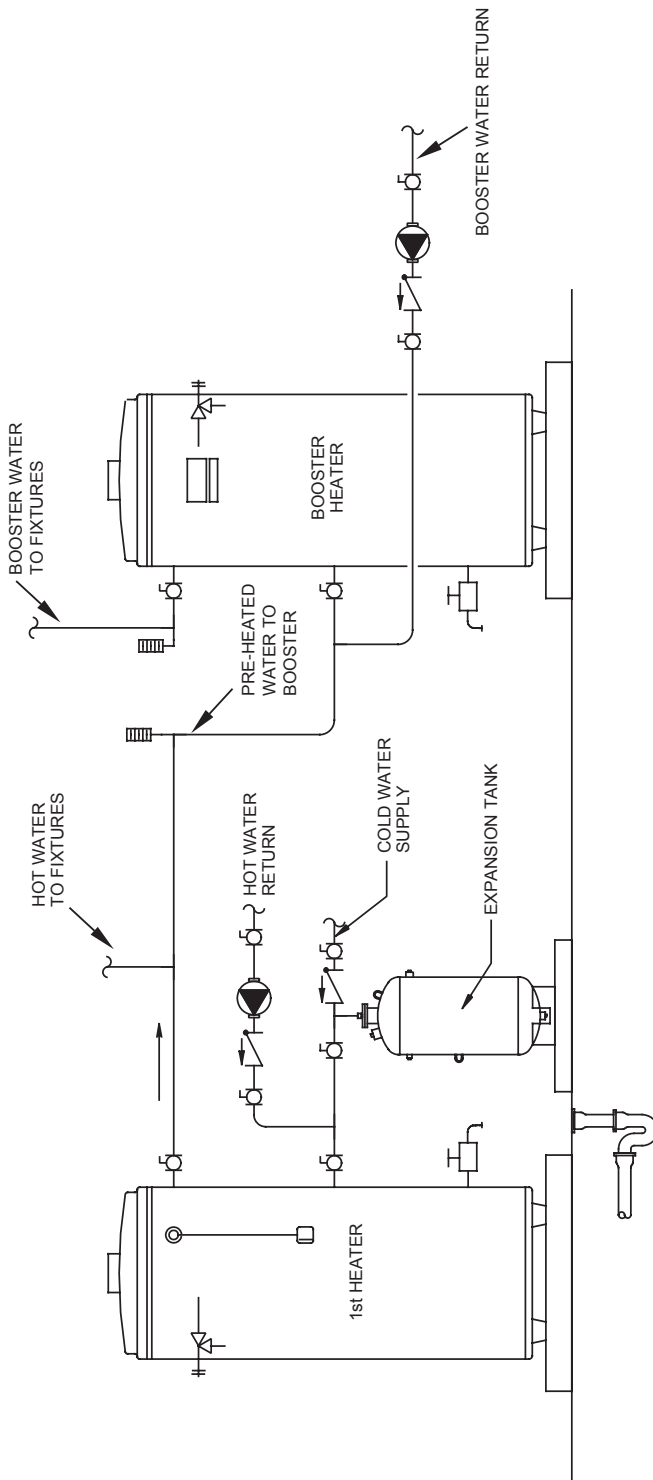 BOOSTER WATER
TO FIXTURES
HOT WATER
TO FIXTURES
PRE-HEATED
WATER TO
BOOSTER
HOT WATER
RETURN
COLD WATER
SUPPLY
EXPANSION TANK
1st HEATER
BOOSTER
HEATER
BOOSTER WATER RETURN